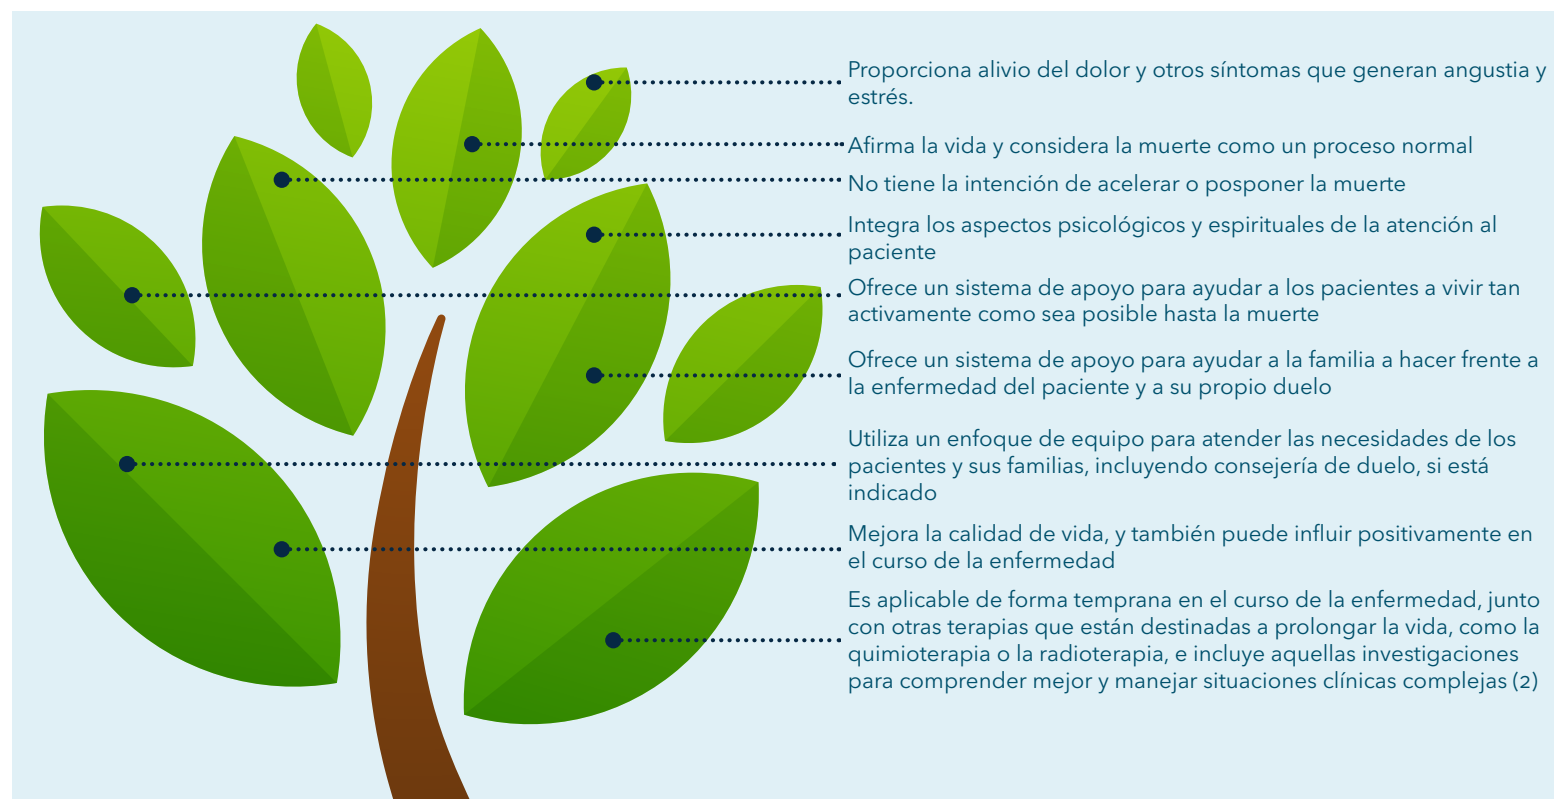 Proporciona alivio del dolor y otros síntomas que generan angustia y
estrés.
Afirma la vida y considera la muerte como un proceso normal
No tiene la intención de acelerar o posponer la muerte
Integra los aspectos psicológicos y espirituales de la atención al
paciente
Ofrece un sistema de apoyo para ayudar a los pacientes a vivir tan
activamente como sea posible hasta la muerte
Ofrece un sistema de apoyo para ayudar a la familia a hacer frente a
la enfermedad del paciente y a su propio duelo
Utiliza un enfoque de equipo para atender las necesidades de los
pacientes y sus familias, incluyendo consejería de duelo, si está
indicado
Mejora la calidad de vida, y también puede influir positivamente en
el curso de la enfermedad
Es aplicable de forma temprana en el curso de la enfermedad, junto
con otras terapias que están destinadas a prolongar la vida, como la
quimioterapia o la radioterapia, e incluye aquellas investigaciones
para comprender mejor y manejar situaciones clínicas complejas (2)